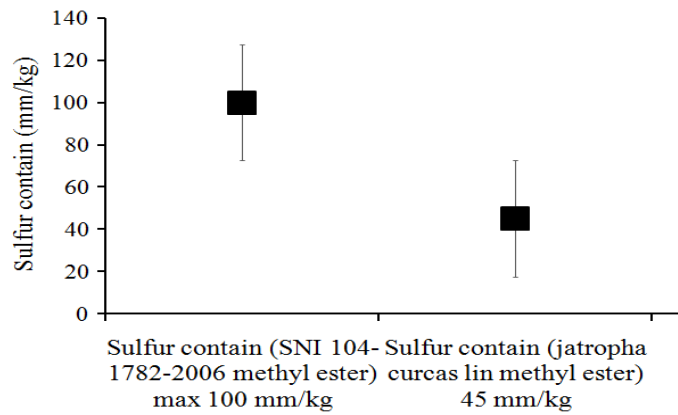 140
120
100
80
60
40
20
0
Sulfur contain (mm/kg)
Sulfur contain (SNI 104-
1782-2006 methyl ester)
max 100 mm/kg
Sulfur contain (jatropha
curcas lin methyl ester)
45 mm/kg